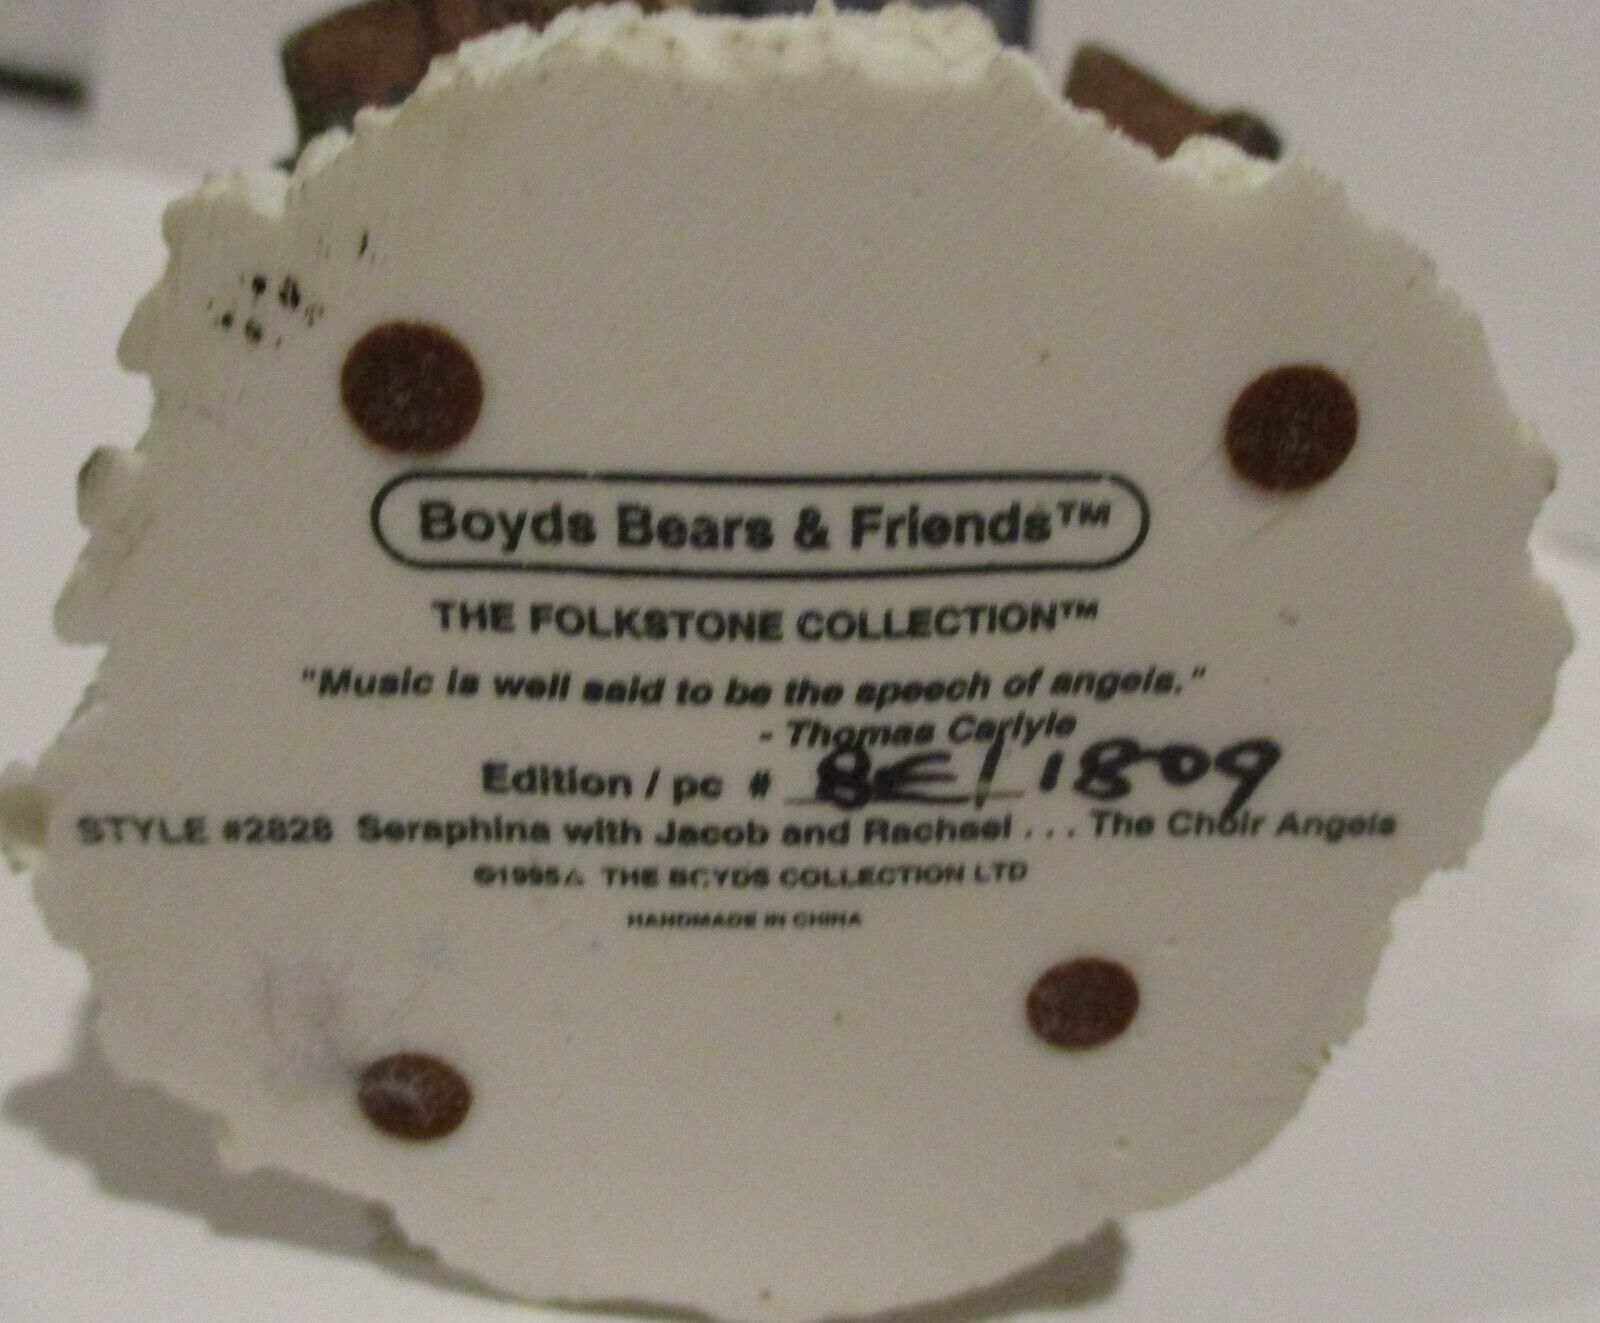 Boyds Bears & Friends™
THE FOLKSTONE COLLECTION™
"Music is well said to be the speech of angels."
- Thomas Carlyle
Edition / pc # 8E/1809
STYLE #2828 Seraphina with Jacob and Rachael . . . The Choir Angels
©1995 THE BOYDS COLLECTION LTD
HANDMADE IN CHINA